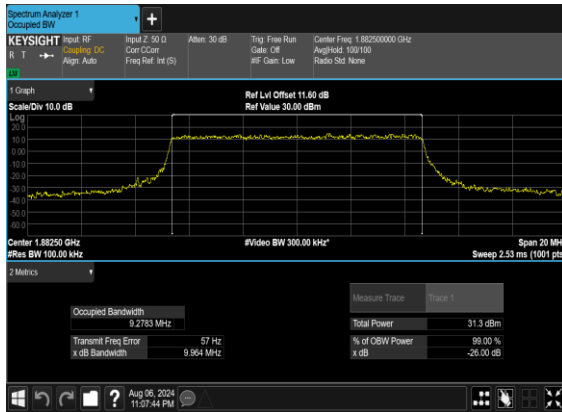 Spectrum Analyzer 1
Occupied BW
KEYSIGHT Input: RF Input Z: 50 Ω Atten: 30 dB Trig: Free Run Center Freq: 1.882500000 GHz
R T Coupling: DC Corr CCorr Gate: Off Avg|Hold: 100/100
Align: Auto Freq Ref: Int (S) #IF Gain: Low Radio Std: None
LXI
1 Graph Ref Lvl Offset 11.60 dB
Scale/Div 10.0 dB Ref Value 30.00 dBm
Log
20.0
10.0
0.00
-10.0
-20.0
-30.0
-40.0
-50.0
-60.0
Center 1.88250 GHz #Video BW 300.00 kHz* Span 20 MH
#Res BW 100.00 kHz Sweep 2.53 ms (1001 pts
2 Metrics
Measure Trace Trace 1
Occupied Bandwidth
9.2783 MHz Total Power 31.3 dBm
Transmit Freq Error 57 Hz % of OBW Power 99.00 %
x dB Bandwidth 9.964 MHz x dB -26.00 dB
? Aug 06, 2024
11:07:44 PM